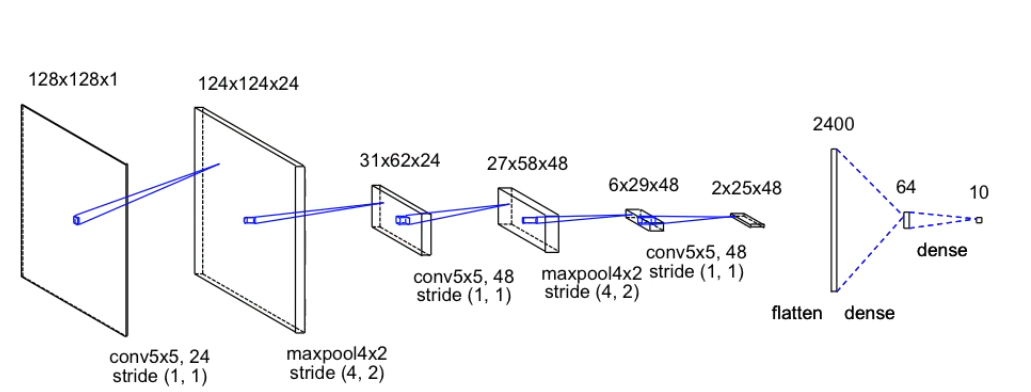 128x128x1
124x124x24
31x62x24
27x58x48
6x29x48
2x25x48
2400
64
10
conv5x5, 24
stride (1, 1)
maxpool4x2
stride (4, 2)
conv5x5, 48
stride (1, 1)
maxpool4x2
stride (4, 2)
conv5x5, 48
stride (1, 1)
flatten
dense
dense